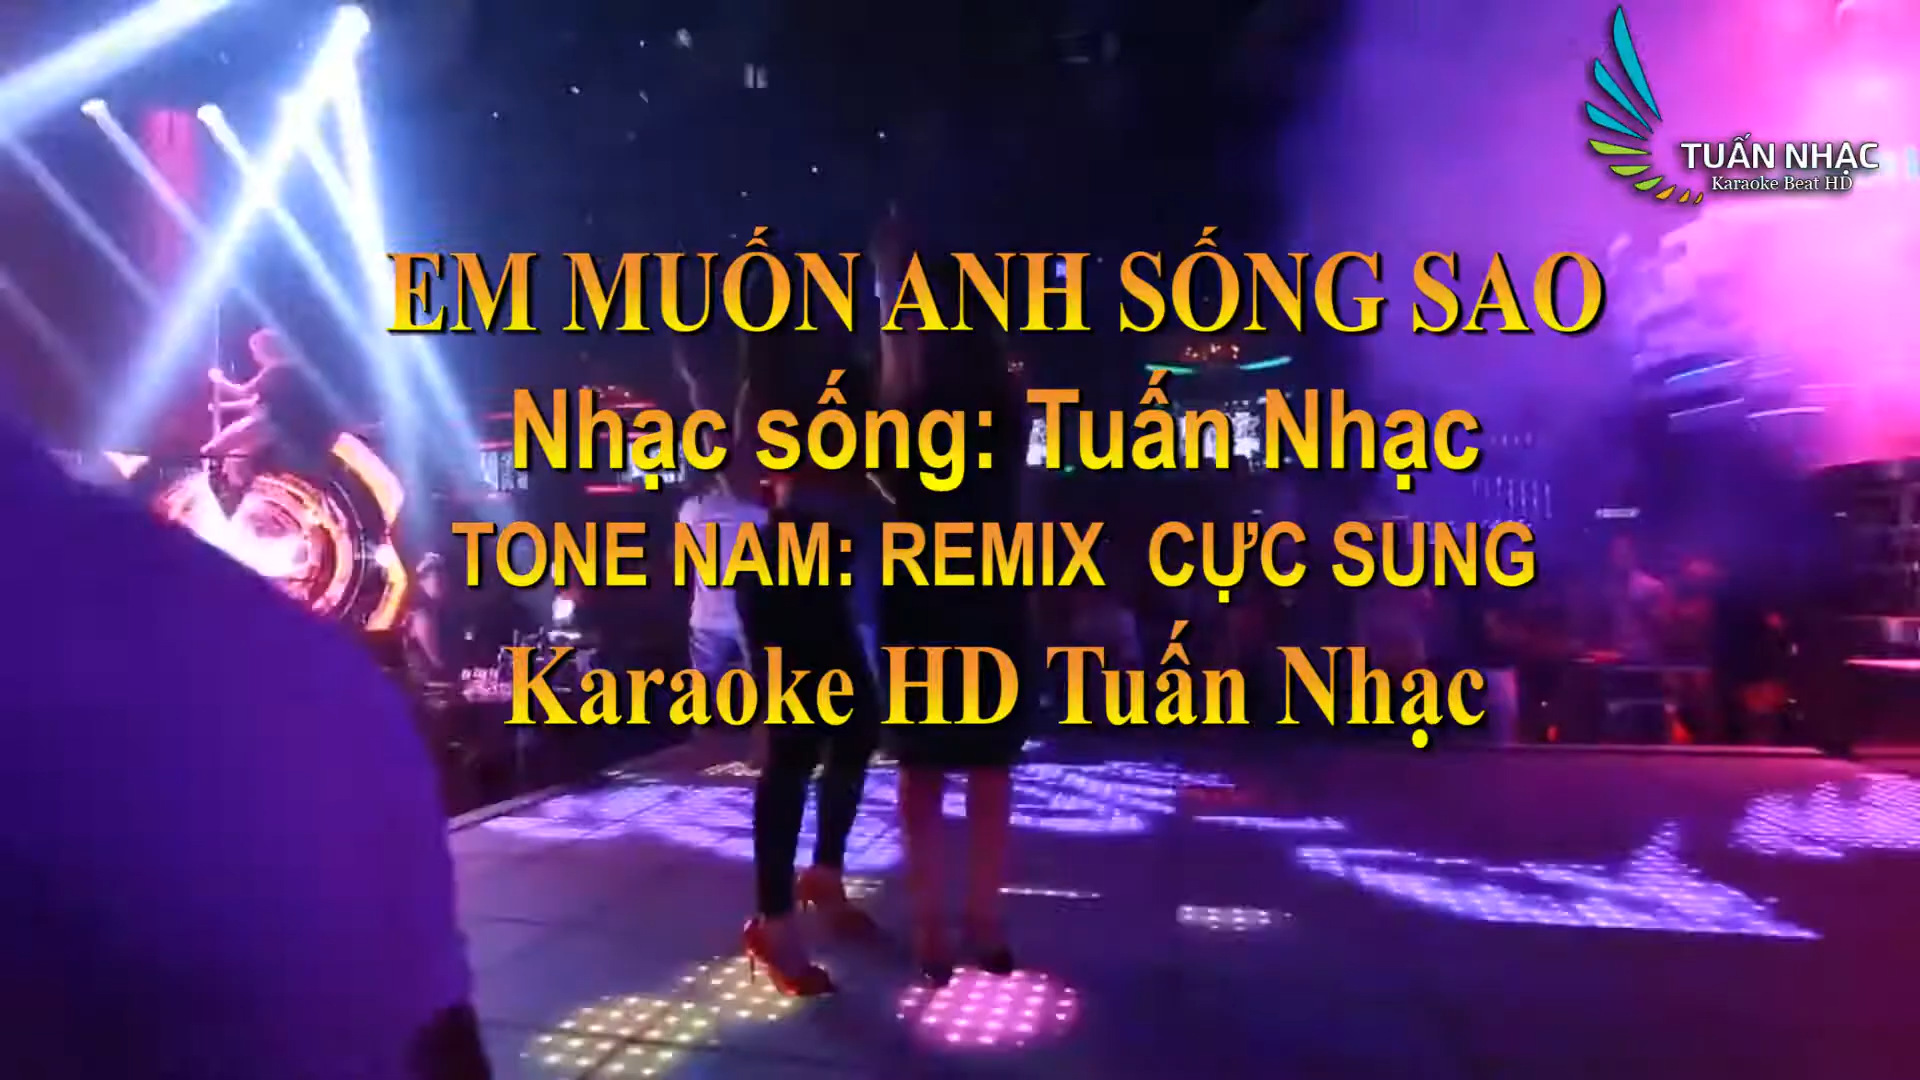 TUẤN NHẠC
Karaoke Beat HD
EM MUỐN ANH SỐNG SAO
Nhạc sống: Tuấn Nhạc
TONE NAM: REMIX CỰC SUNG
Karaoke HD Tuấn Nhạc